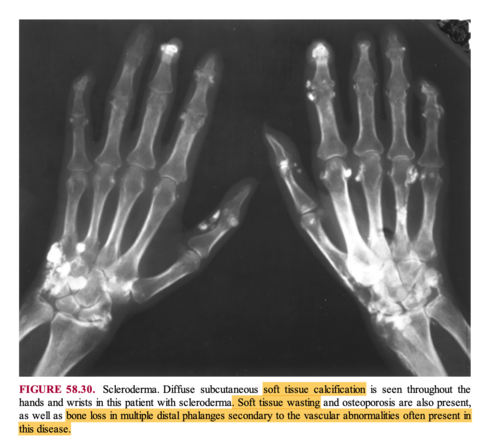 FIGURE 58.30. Scleroderma. Diffuse subcutaneous soft tissue calcification is seen throughout the
hands and wrists in this patient with scleroderma. Soft tissue wasting and osteoporosis are also present,
as well as bone loss in multiple distal phalanges secondary to the vascular abnormalities often present in
this disease.